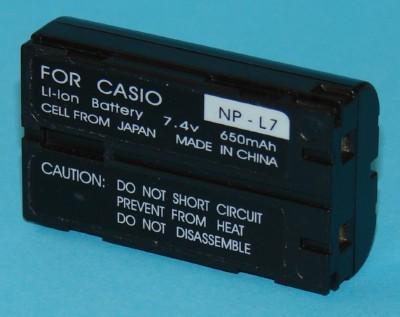 FOR CASIO
Li-ion Battery 7.4v 650mAh
NP - L7
CELL FROM JAPAN MADE IN CHINA
CAUTION: DO NOT SHORT CIRCUIT
PREVENT FROM HEAT
DO NOT DISASSEMBLE